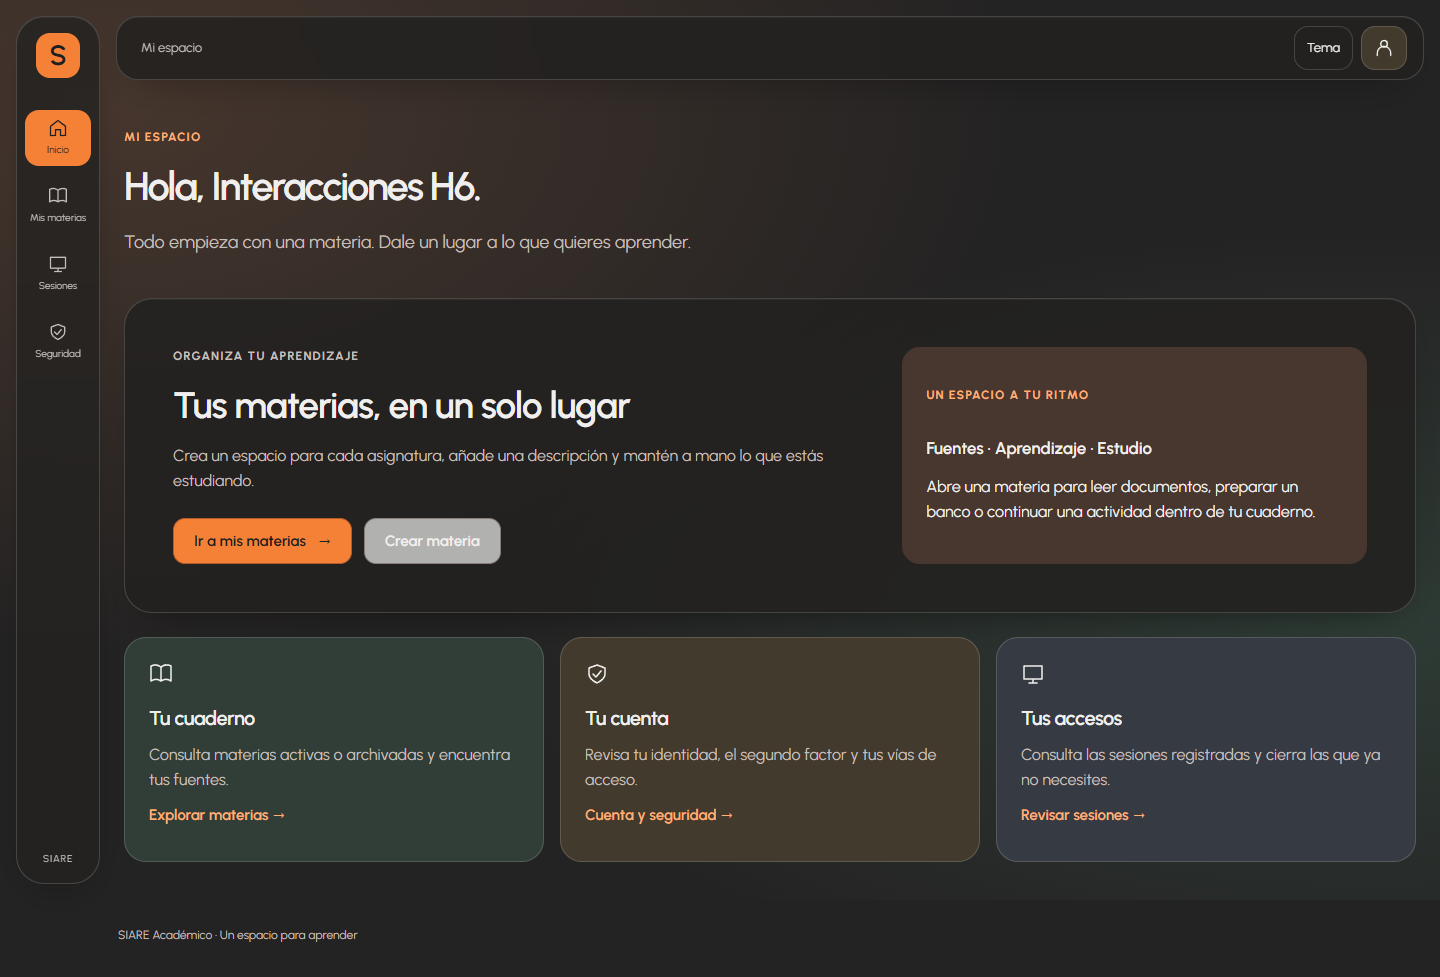 S
Inicio
Mis materias
Sesiones
Seguridad
SIARE
Mi espacio
Tema
MI ESPACIO
Hola, Interacciones H6.
Todo empieza con una materia. Dale un lugar a lo que quieres aprender.
ORGANIZA TU APRENDIZAJE
Tus materias, en un solo lugar
Crea un espacio para cada asignatura, añade una descripción y mantén a mano lo que estás
estudiando.
Ir a mis materias →
Crear materia
UN ESPACIO A TU RITMO
Fuentes · Aprendizaje · Estudio
Abre una materia para leer documentos, preparar un
banco o continuar una actividad dentro de tu cuaderno.
Tu cuaderno
Consulta materias activas o archivadas y encuentra
tus fuentes.
Explorar materias →
Tu cuenta
Revisa tu identidad, el segundo factor y tus vías de
acceso.
Cuenta y seguridad →
Tus accesos
Consulta las sesiones registradas y cierra las que ya
no necesites.
Revisar sesiones →
SIARE Académico · Un espacio para aprender